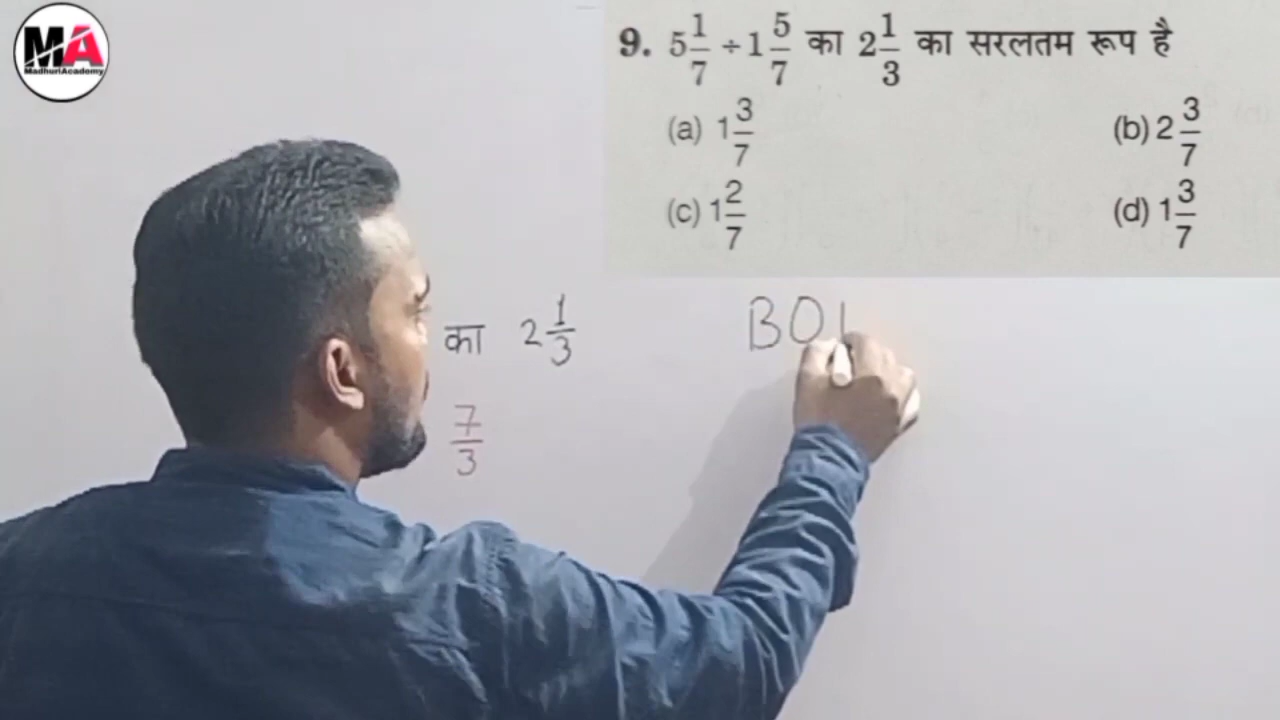 MA
MadhuriAcademy
9. 5 1/7 ÷ 1 5/7 का 2 1/3 का सरलतम रूप है
(a) 1 3/7 (b) 2 3/7
(c) 1 2/7 (d) 1 3/7
का 2 1/3 BO
7/3